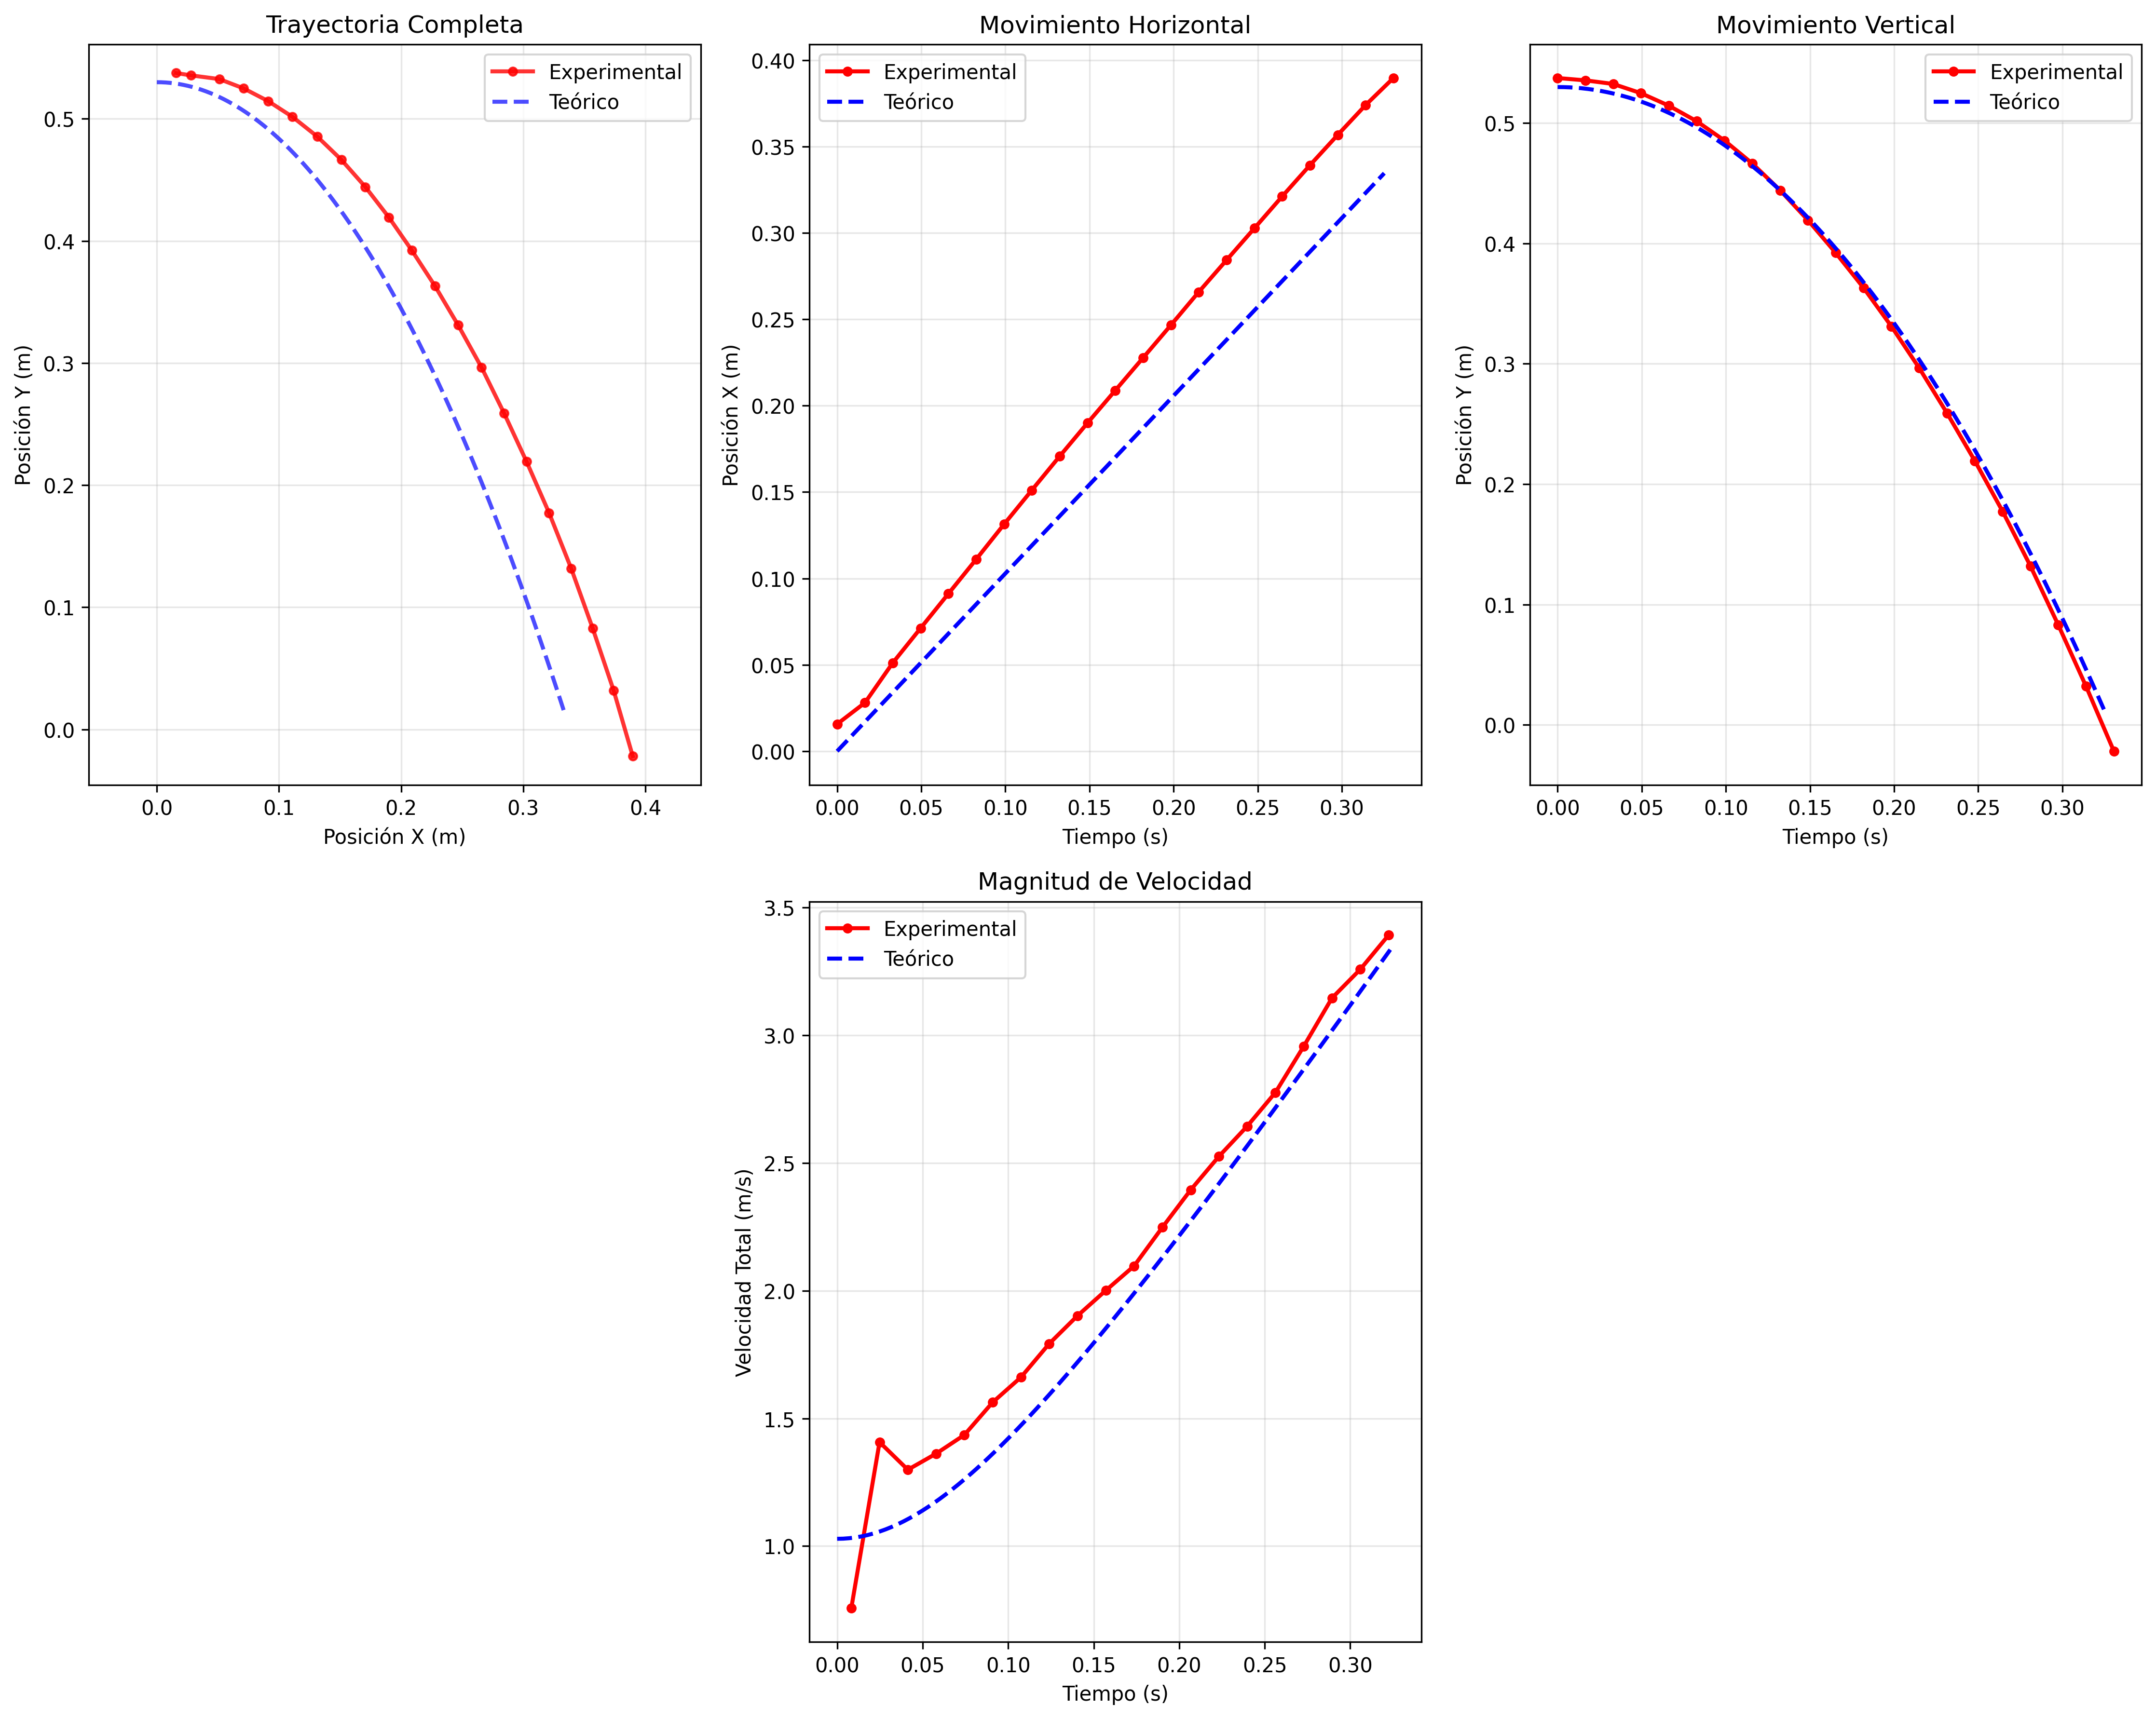 Trayectoria Completa
Experimental
Teórico
0.5
0.4
0.3
0.2
0.1
0.0
Posición Y (m)
0.0 0.1 0.2 0.3 0.4
Posición X (m)
Movimiento Horizontal
Experimental
Teórico
0.40
0.35
0.30
0.25
0.20
0.15
0.10
0.05
0.00
Posición X (m)
0.00 0.05 0.10 0.15 0.20 0.25 0.30
Tiempo (s)
Movimiento Vertical
Experimental
Teórico
0.5
0.4
0.3
0.2
0.1
0.0
Posición Y (m)
0.00 0.05 0.10 0.15 0.20 0.25 0.30
Tiempo (s)
Magnitud de Velocidad
Experimental
Teórico
3.5
3.0
2.5
2.0
1.5
1.0
Velocidad Total (m/s)
0.00 0.05 0.10 0.15 0.20 0.25 0.30
Tiempo (s)